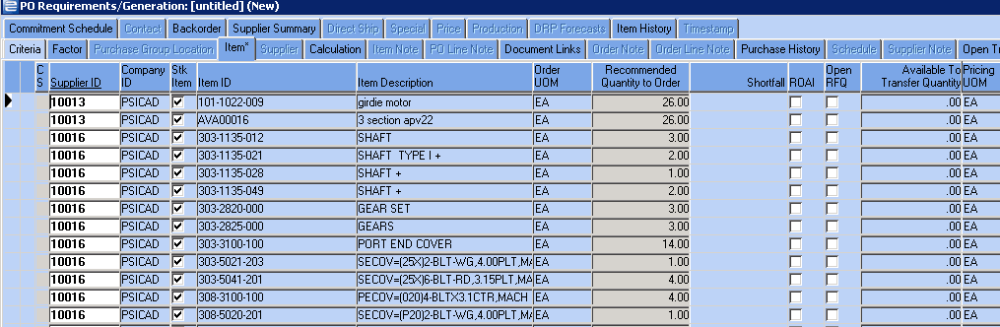 PO Requirements/Generation: [untitled] (New)
Commitment Schedule Contact Backorder Supplier Summary Direct Ship Special Price Production DRP Forecasts Item History Timestamp
Criteria Factor Purchase Group Location Item* Supplier Calculation Item Note PO Line Note Document Links Order Note Order Line Note Purchase History Schedule Supplier Note Open Tr
C S Supplier ID Company ID Stk Item Item ID Item Description Order UOM Recommended Quantity to Order Shortfall ROAI Open RFQ Available To Transfer Quantity Pricing UOM
10013 PSICAD 101-1022-009 girdie motor EA 26.00 .00 EA
10013 PSICAD AVA00016 3 section apv22 EA 26.00 .00 EA
10016 PSICAD 303-1135-012 SHAFT EA 3.00 .00 EA
10016 PSICAD 303-1135-021 SHAFT TYPE I + EA 2.00 .00 EA
10016 PSICAD 303-1135-028 SHAFT + EA 1.00 .00 EA
10016 PSICAD 303-1135-049 SHAFT + EA 2.00 .00 EA
10016 PSICAD 303-2820-000 GEAR SET EA 3.00 .00 EA
10016 PSICAD 303-2825-000 GEARS EA 3.00 .00 EA
10016 PSICAD 303-3100-100 PORT END COVER EA 14.00 .00 EA
10016 PSICAD 303-5021-203 SECOV=(25X)2-BLT-WG,4.00PLT,MA EA 1.00 .00 EA
10016 PSICAD 303-5041-201 SECOV=(25X)6-BLT-RD,3.15PLT,MA EA 4.00 .00 EA
10016 PSICAD 308-3100-100 PECOV=(020)4-BLTX3.1CTR,MACH EA 4.00 .00 EA
10016 PSICAD 308-5020-201 SECOV=(P20)2-BLT-WG,4.00PLT,M EA 1.00 .00 EA